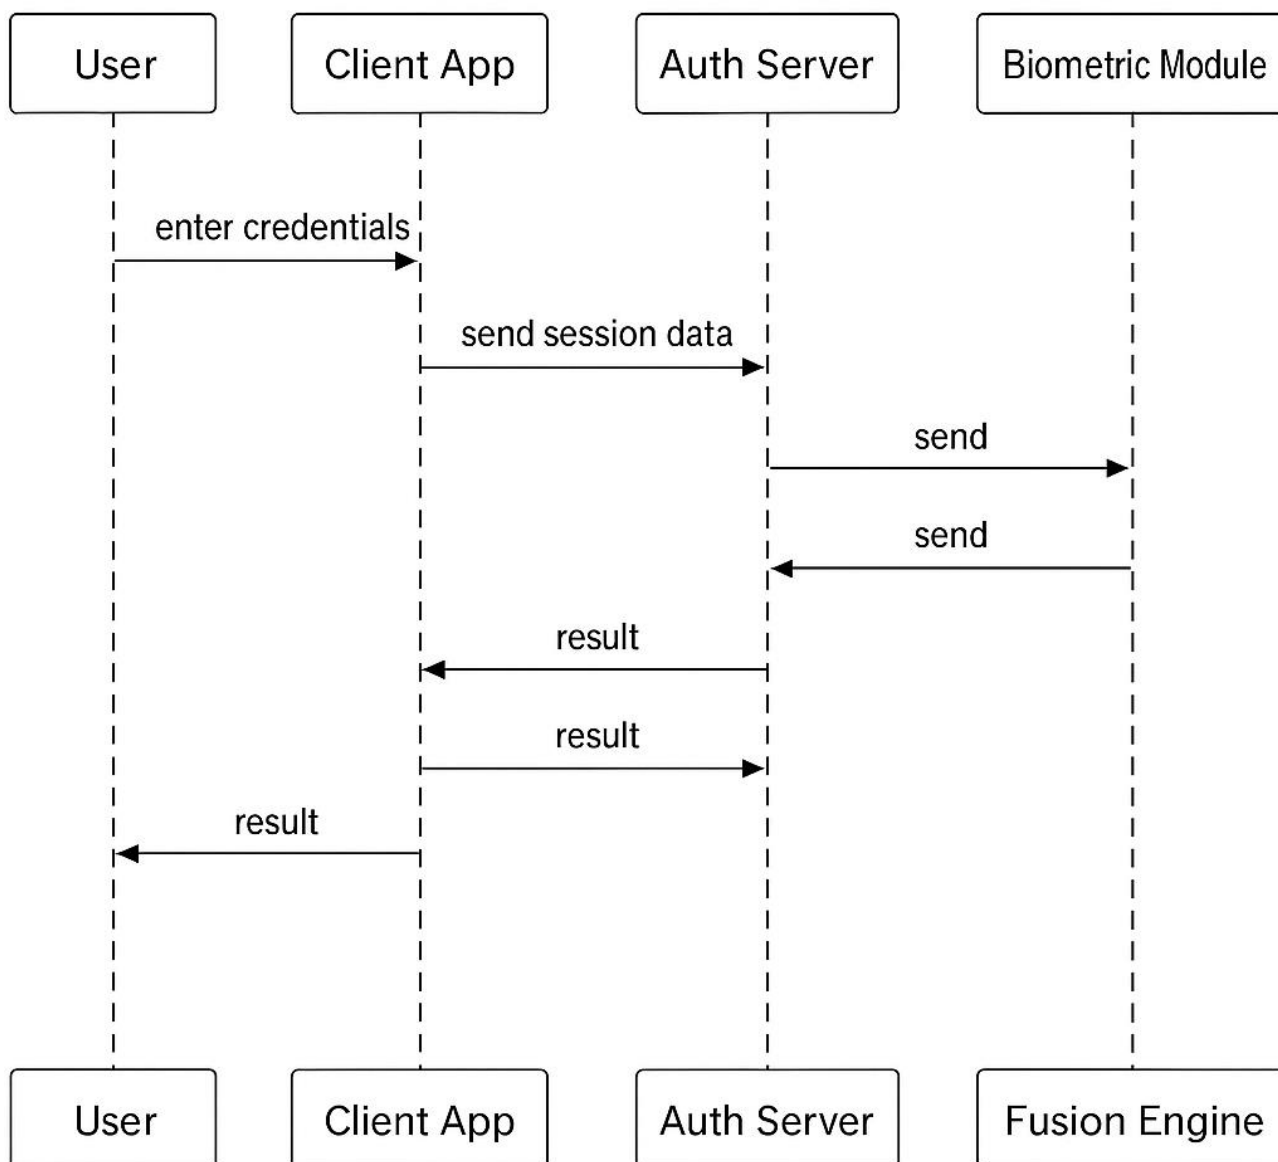 User
Client App
Auth Server
Biometric Module
enter credentials
send session data
send
send
result
result
result
User
Client App
Auth Server
Fusion Engine